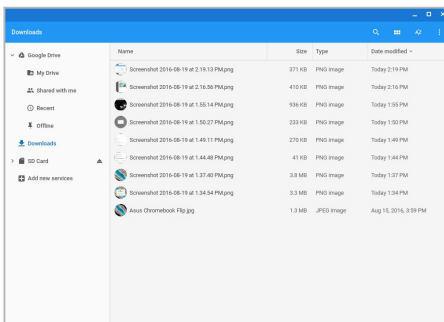 Downloads
Google Drive
My Drive
Shared with me
Recent
Offline
Downloads
SD Card
Add new services
Name Size Type Date modified
Screenshot 2016-08-19 at 2.19.13 PM.png 371 KB PNG image Today 2:19 PM
Screenshot 2016-08-19 at 2.16.56 PM.png 410 KB PNG image Today 2:16 PM
Screenshot 2016-08-19 at 1.55.14 PM.png 936 KB PNG image Today 1:55 PM
Screenshot 2016-08-19 at 1.50.27 PM.png 233 KB PNG image Today 1:50 PM
Screenshot 2016-08-19 at 1.49.11 PM.png 270 KB PNG image Today 1:49 PM
Screenshot 2016-08-19 at 1.44.48 PM.png 41 KB PNG image Today 1:44 PM
Screenshot 2016-08-19 at 1.37.40 PM.png 3.8 MB PNG image Today 1:37 PM
Screenshot 2016-08-19 at 1.34.54 PM.png 3.3 MB PNG image Today 1:34 PM
Asus Chromebook Flip.jpg 1.3 MB JPEG image Aug 15, 2016, 3:59 PM